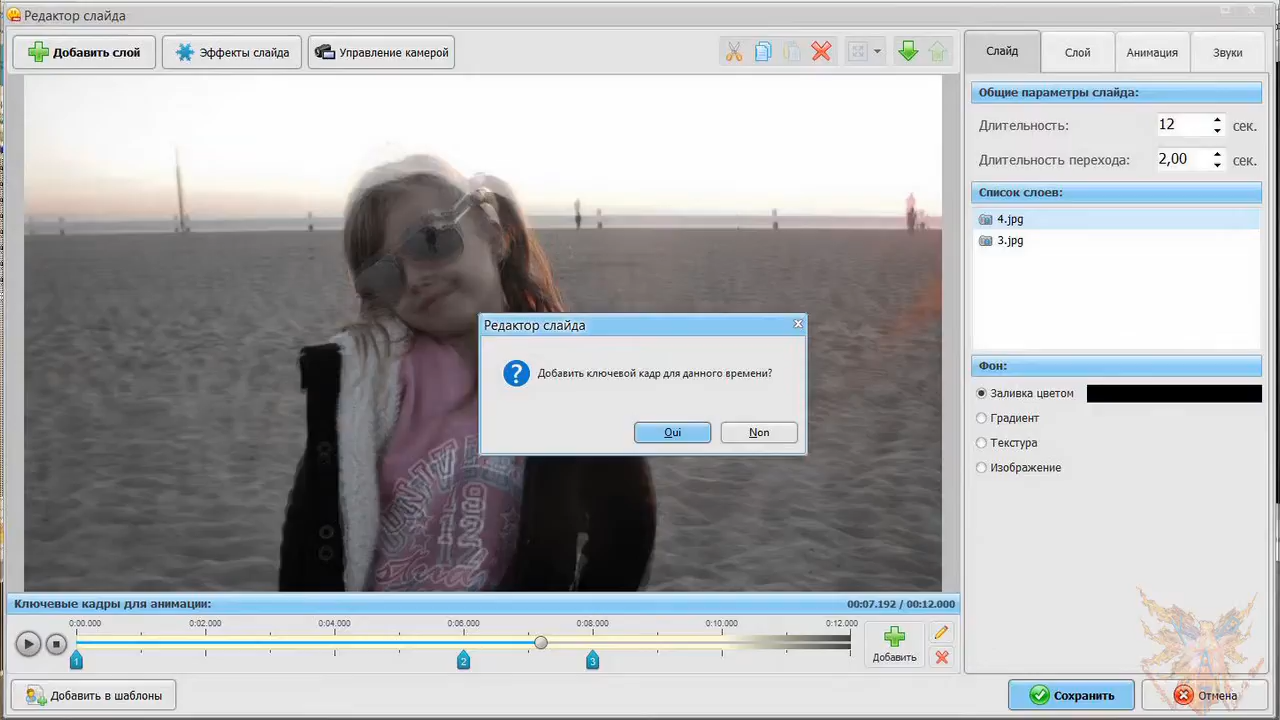 Редактор слайда
Добавить слой
Эффекты слайда
Управление камерой
Слайд
Слой
Анимация
Звуки
Общие параметры слайда:
Длительность: 12 сек.
Длительность перехода: 2,00 сек.
Список слоев:
4.jpg
3.jpg
Редактор слайда
Добавить ключевой кадр для данного времени?
Oui
Non
Фон:
Заливка цветом
Градиент
Текстура
Изображение
Ключевые кадры для анимации:
00:07.192 / 00:12.000
0:00.000 0:02.000 0:04.000 0:06.000 0:08.000 0:10.000 0:12.000
1 2 3
Добавить
Добавить в шаблоны
Сохранить
Отмена